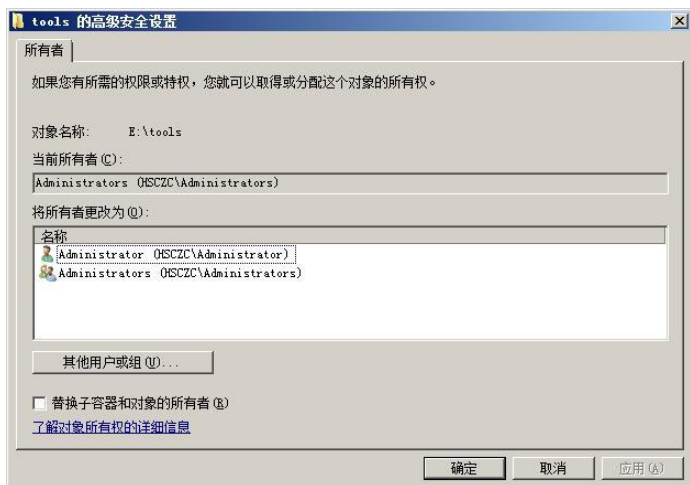 tools 的高级安全设置
所有者
如果您有所需的权限或特权，您就可以取得或分配这个对象的所有权。
对象名称: E:\tools
当前所有者(C):
Administrators (HSCZC\Administrators)
将所有者更改为(O):
名称
Administrator (HSCZC\Administrator)
Administrators (HSCZC\Administrators)
其他用户或组(U)...
替换子容器和对象的所有者(R)
了解对象所有权的详细信息
确定 取消 应用(A)